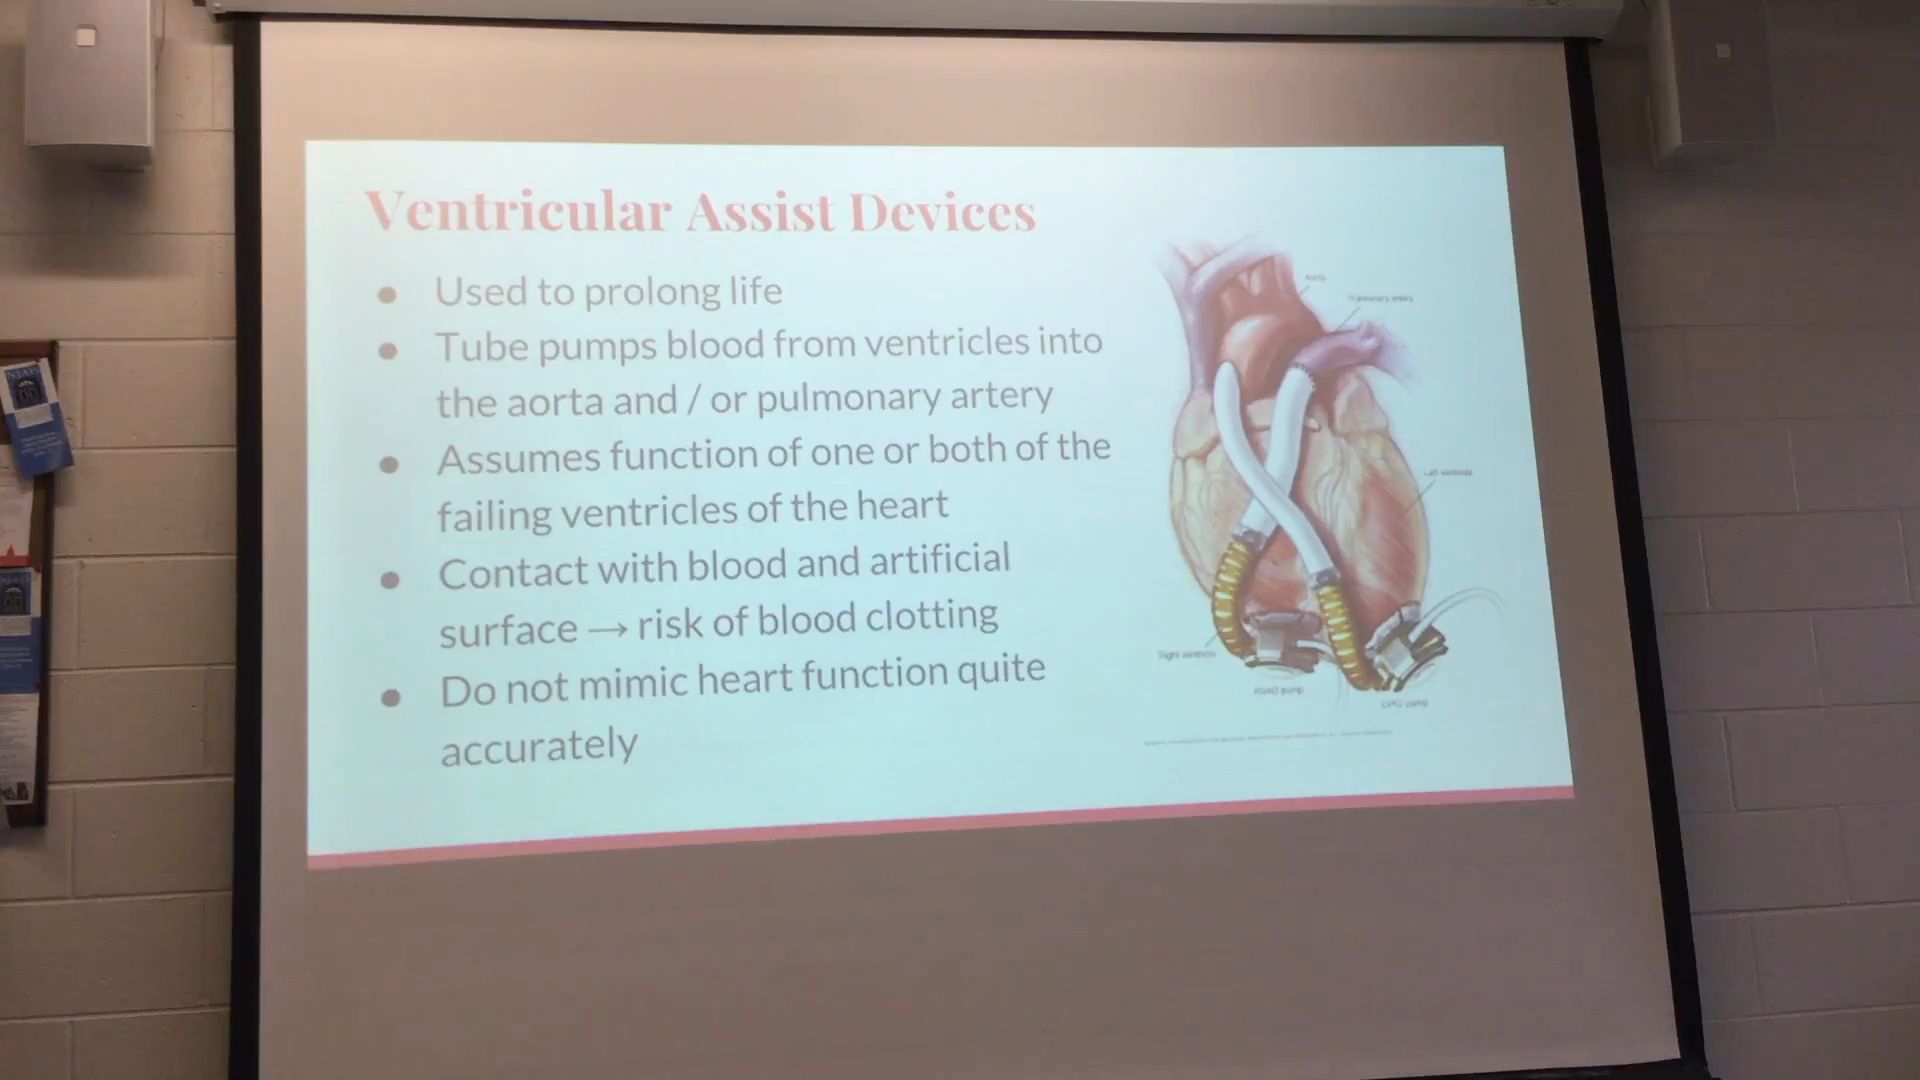 Ventricular Assist Devices
● Used to prolong life
● Tube pumps blood from ventricles into
the aorta and / or pulmonary artery
● Assumes function of one or both of the
failing ventricles of the heart
● Contact with blood and artificial
surface → risk of blood clotting
● Do not mimic heart function quite
accurately
Aorta
Pulmonary artery
Left ventricle
Right ventricle
RVAD pump
LVAD pump